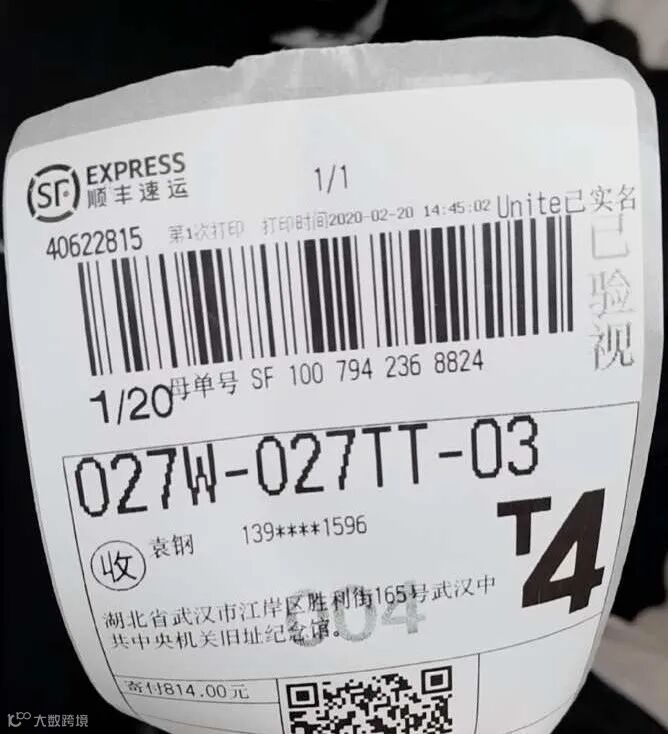 SF EXPRESS
顺丰速运
1/1
40622815 第1次打印 打印时间2020-02-20 14:45:02 Unite已实名
已验视
1/20 母单号 SF 100 794 236 8824
027W-027TT-03
T4
收 袁钢 139****1596
湖北省武汉市江岸区胜利街165号武汉中
共中央机关旧址纪念馆。
004
寄付814.00元
大数跨境